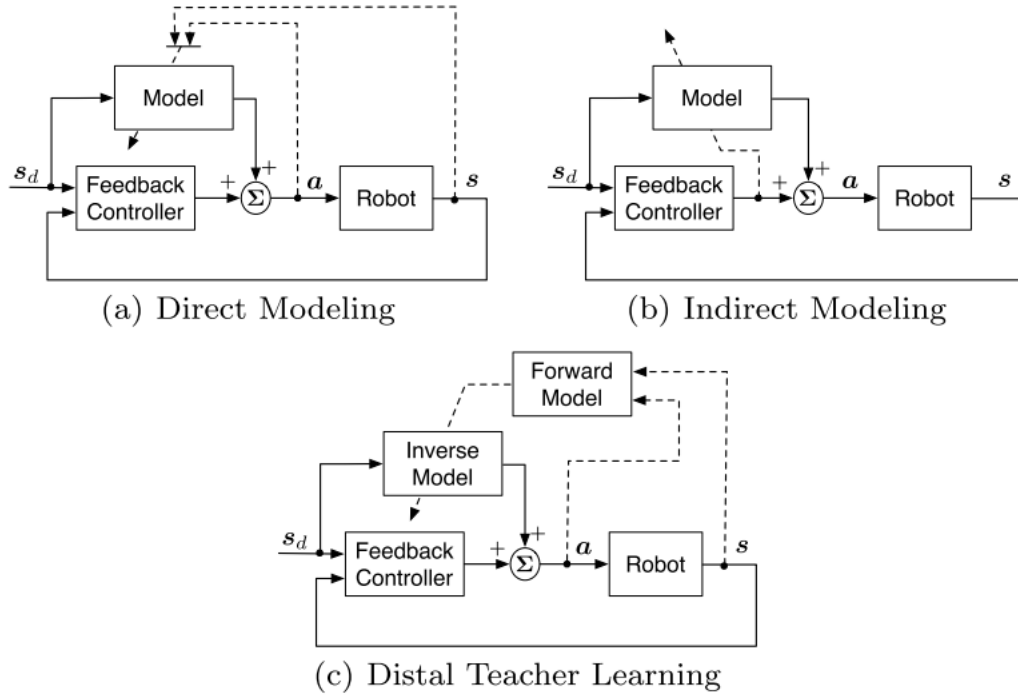 Model
s_d
Feedback
Controller
+
+
Σ
a
Robot
s
(a) Direct Modeling
Model
s_d
Feedback
Controller
+
+
Σ
a
Robot
s
(b) Indirect Modeling
Forward
Model
Inverse
Model
s_d
Feedback
Controller
+
+
Σ
a
Robot
s
(c) Distal Teacher Learning